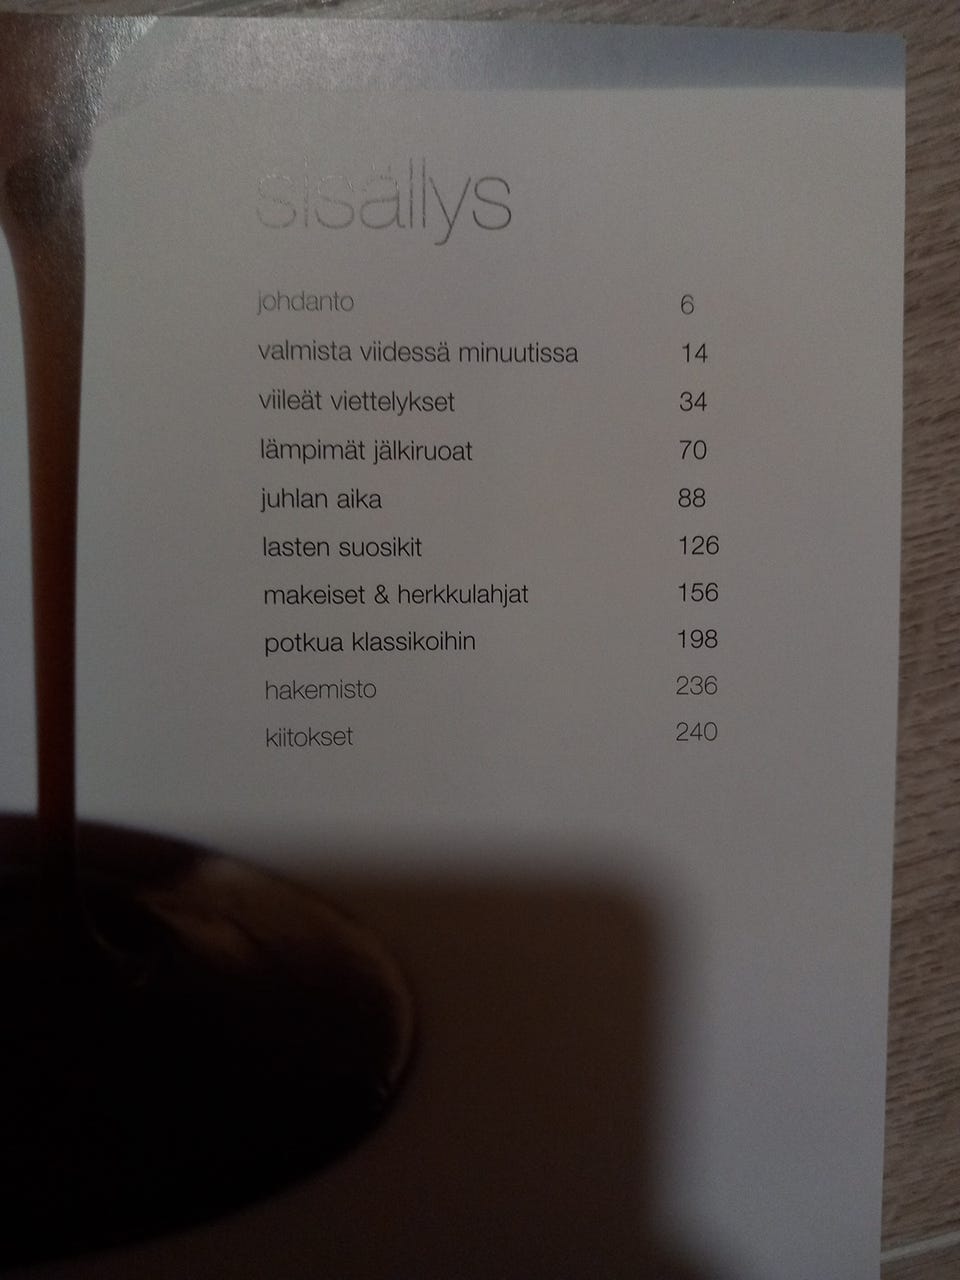 sisällys
johdanto 6
valmista viidessä minuutissa 14
viileät viettelykset 34
lämpimät jälkiruoat 70
juhlan aika 88
lasten suosikit 126
makeiset & herkkulahjat 156
potkua klassikoihin 198
hakemisto 236
kiitokset 240